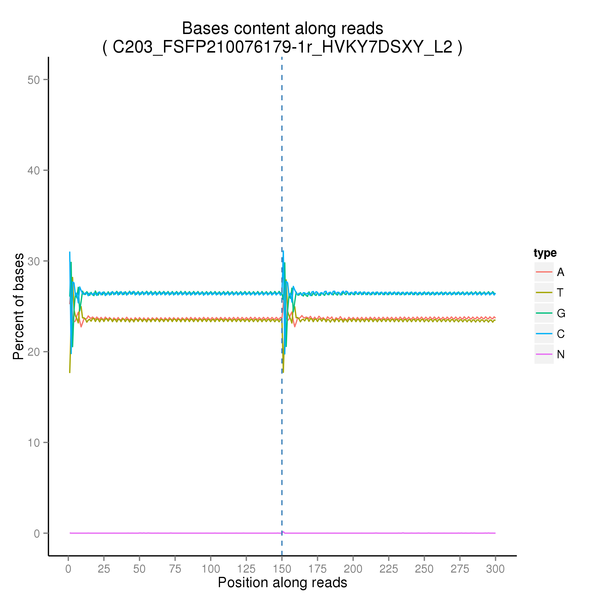 Bases content along reads
( C203_FSFP210076179-1r_HVKY7DSXY_L2 )
50
40
30
20
10
0
Percent of bases
0 25 50 75 100 125 150 175 200 225 250 275 300
Position along reads
type
A
T
G
C
N